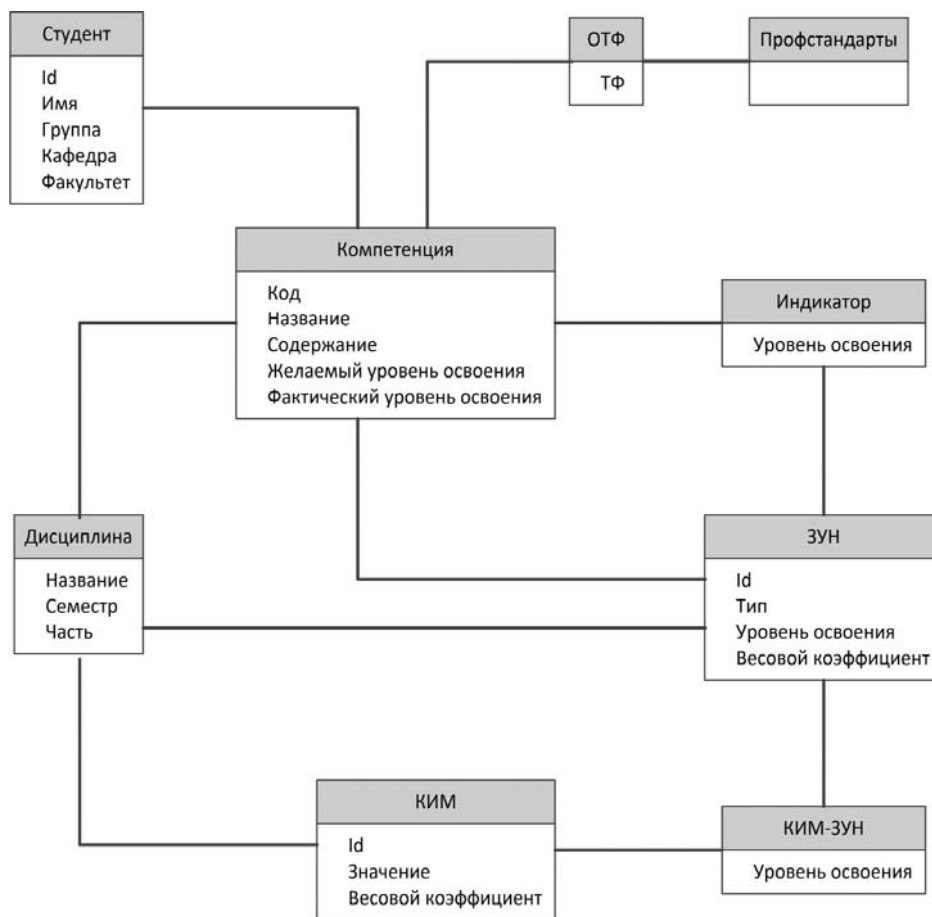 Студент
Id
Имя
Группа
Кафедра
Факультет
ОТФ
ТФ
Профстандарты
Компетенция
Код
Название
Содержание
Желаемый уровень освоения
Фактический уровень освоения
Индикатор
Уровень освоения
Дисциплина
Название
Семестр
Часть
ЗУН
Id
Тип
Уровень освоения
Весовой коэффициент
КИМ
Id
Значение
Весовой коэффициент
КИМ-ЗУН
Уровень освоения